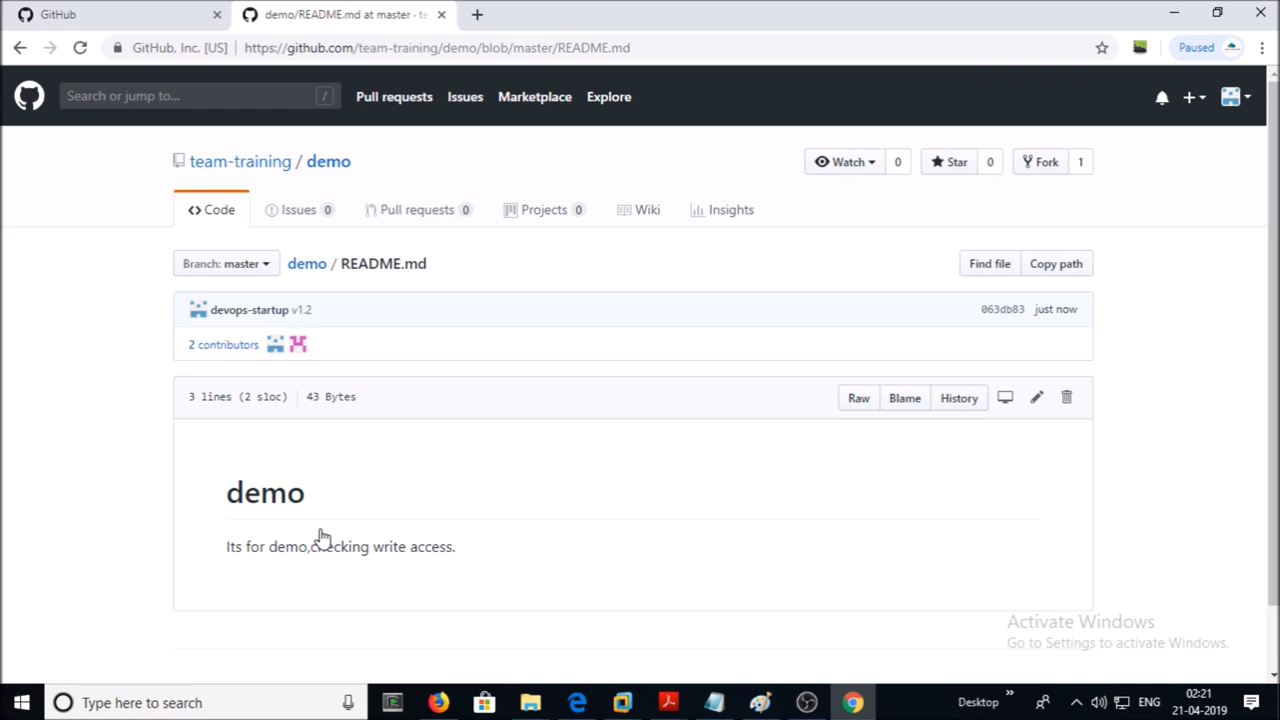 GitHub
demo/README.md at master · te
GitHub, Inc. [US] https://github.com/team-training/demo/blob/master/README.md Paused
Search or jump to... / Pull requests Issues Marketplace Explore
team-training / demo Watch 0 Star 0 Fork 1
Code Issues 0 Pull requests 0 Projects 0 Wiki Insights
Branch: master demo / README.md Find file Copy path
devops-startup v1.2 063db83 just now
2 contributors
3 lines (2 sloc) 43 Bytes Raw Blame History
demo
Its for demo,checking write access.
Activate Windows
Go to Settings to activate Windows.
Type here to search Desktop » ENG 02:21
21-04-2019